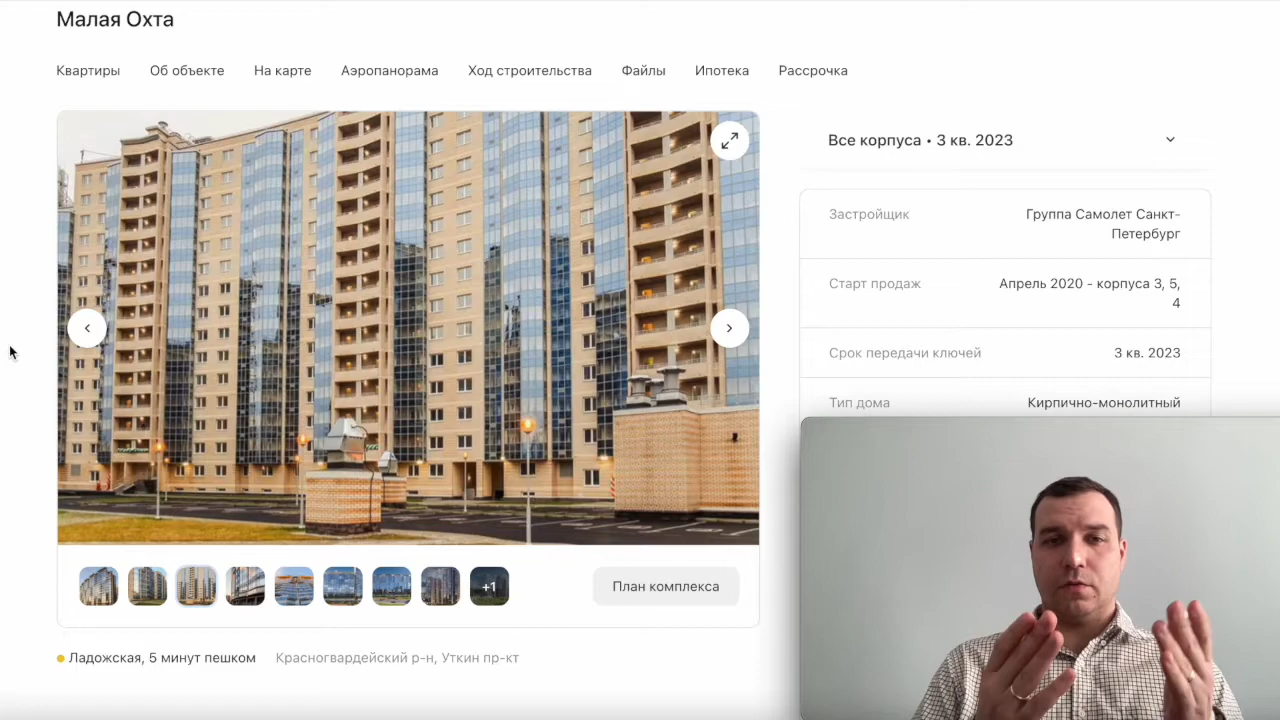 Малая Охта
Квартиры Об объекте На карте Аэропанорама Ход строительства Файлы Ипотека Рассрочка
Все корпуса • 3 кв. 2023
Застройщик Группа Самолет Санкт-
Петербург
Старт продаж Апрель 2020 - корпуса 3, 5,
4
Срок передачи ключей 3 кв. 2023
Тип дома Кирпично-монолитный
+1
План комплекса
Ладожская, 5 минут пешком Красногвардейский р-н, Уткин пр-кт